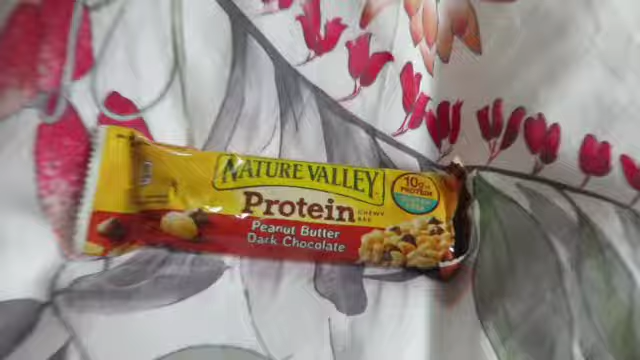 NATURE VALLEY
Protein
CHEWY
BAR
Peanut Butter
Dark Chocolate
10g
PROTEIN